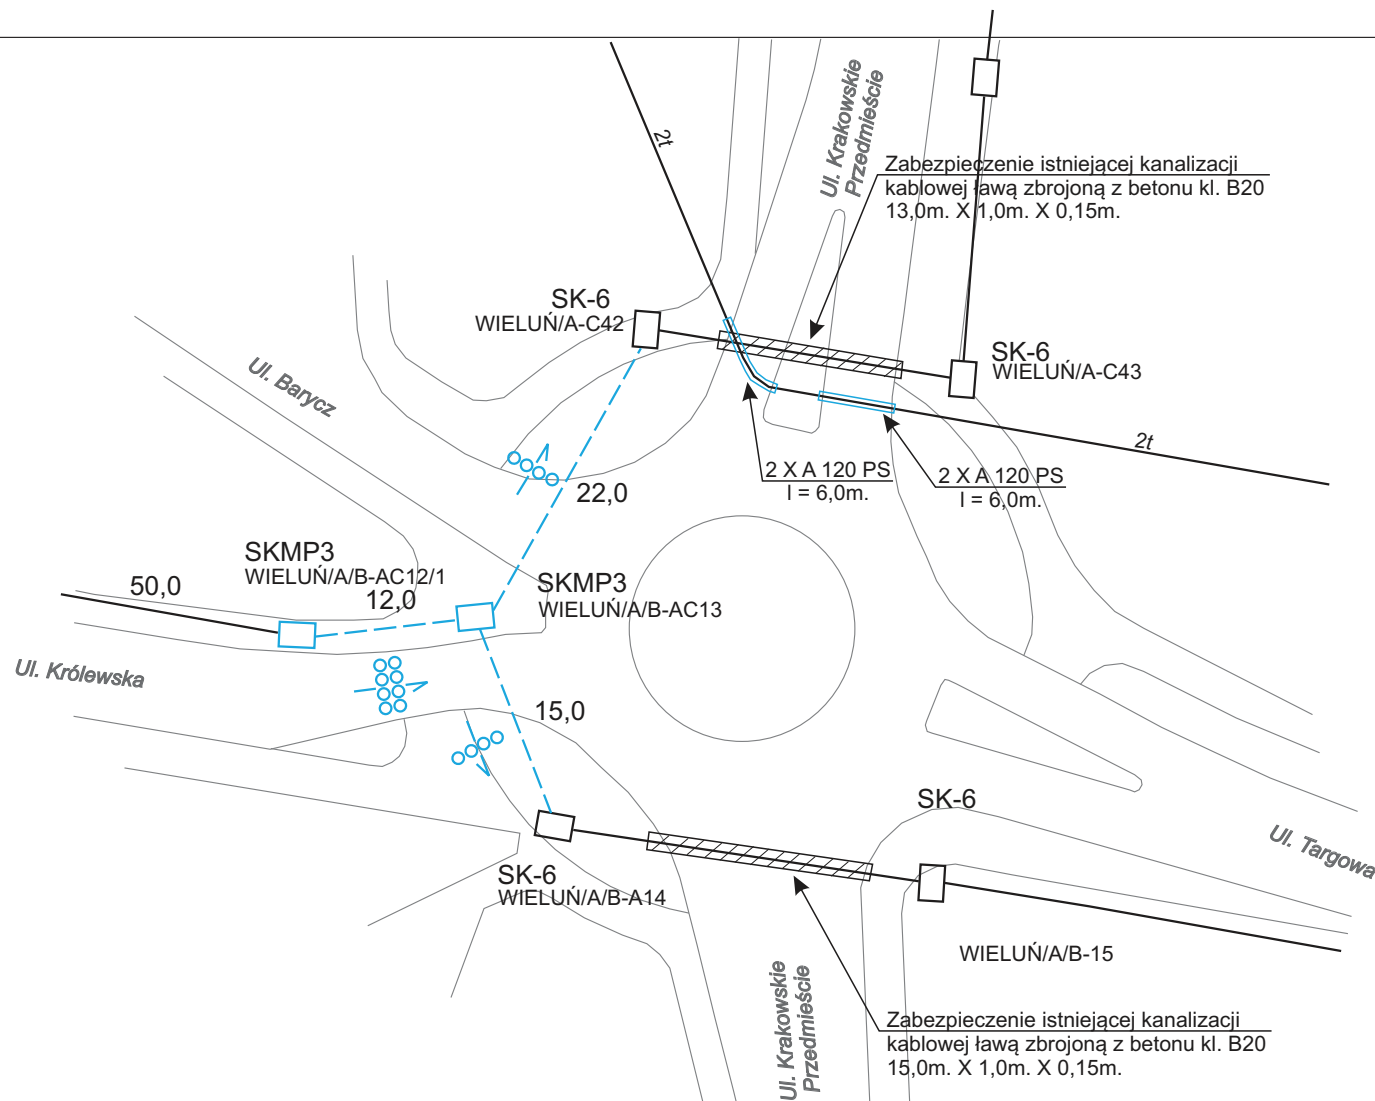 2t
Ul. Krakowskie
Przedmieście
Zabezpieczenie istniejącej kanalizacji
kablowej ławą zbrojoną z betonu kl. B20
13,0m. X 1,0m. X 0,15m.
SK-6
WIELUŃ/A-C42
SK-6
WIELUŃ/A-C43
Ul. Barycz
2t
2 X A 120 PS
l = 6,0m.
2 X A 120 PS
l = 6,0m.
22,0
SKMP3
WIELUŃ/A/B-AC12/1
50,0
12,0
SKMP3
WIELUŃ/A/B-AC13
Ul. Królewska
15,0
SK-6
Ul. Targowa
SK-6
WIELUŃ/A/B-A14
WIELUŃ/A/B-15
Ul. Krakowskie
Przedmieście
Zabezpieczenie istniejącej kanalizacji
kablowej ławą zbrojoną z betonu kl. B20
15,0m. X 1,0m. X 0,15m.